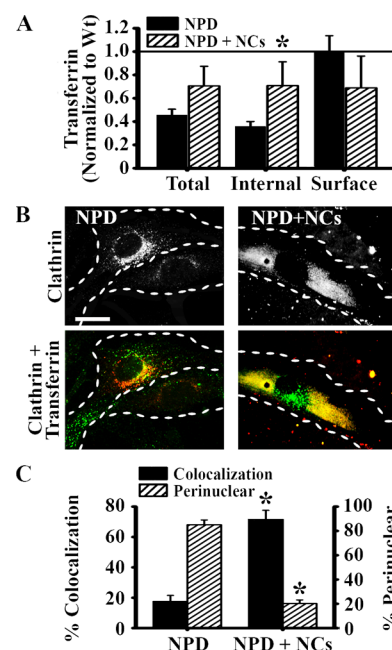 A
NPD
NPD + NCs
*
Transferrin
(Normalized to Wt)
1.2
1.0
0.8
0.6
0.4
0.2
0
Total Internal Surface
B
NPD NPD+NCs
Clathrin
*
Clathrin +
Transferrin
*
C
Colocalization
Perinuclear
% Colocalization
80
60
40
20
*
*
100
80
60
40
20
0
% Perinuclear
NPD NPD + NCs